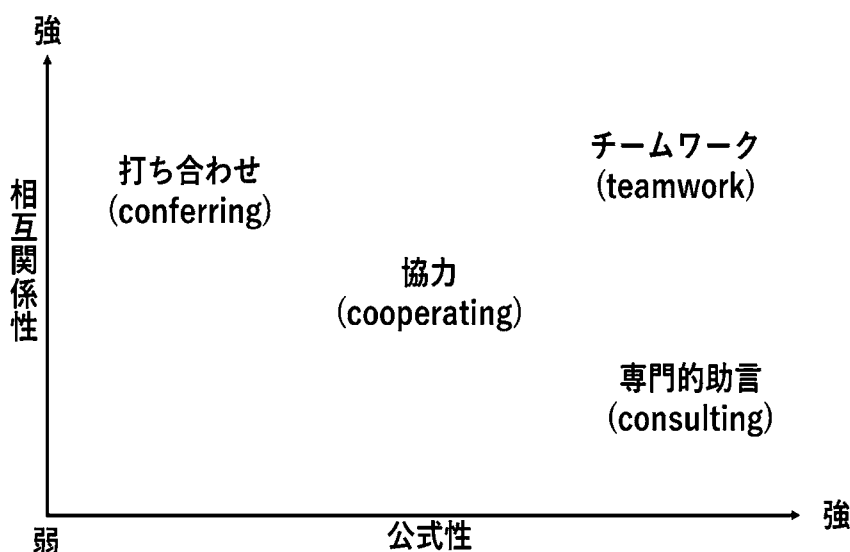 強
打ち合わせ
(conferring)
チームワーク
(teamwork)
相互関係性
協力
(cooperating)
専門的助言
(consulting)
弱
公式性
強